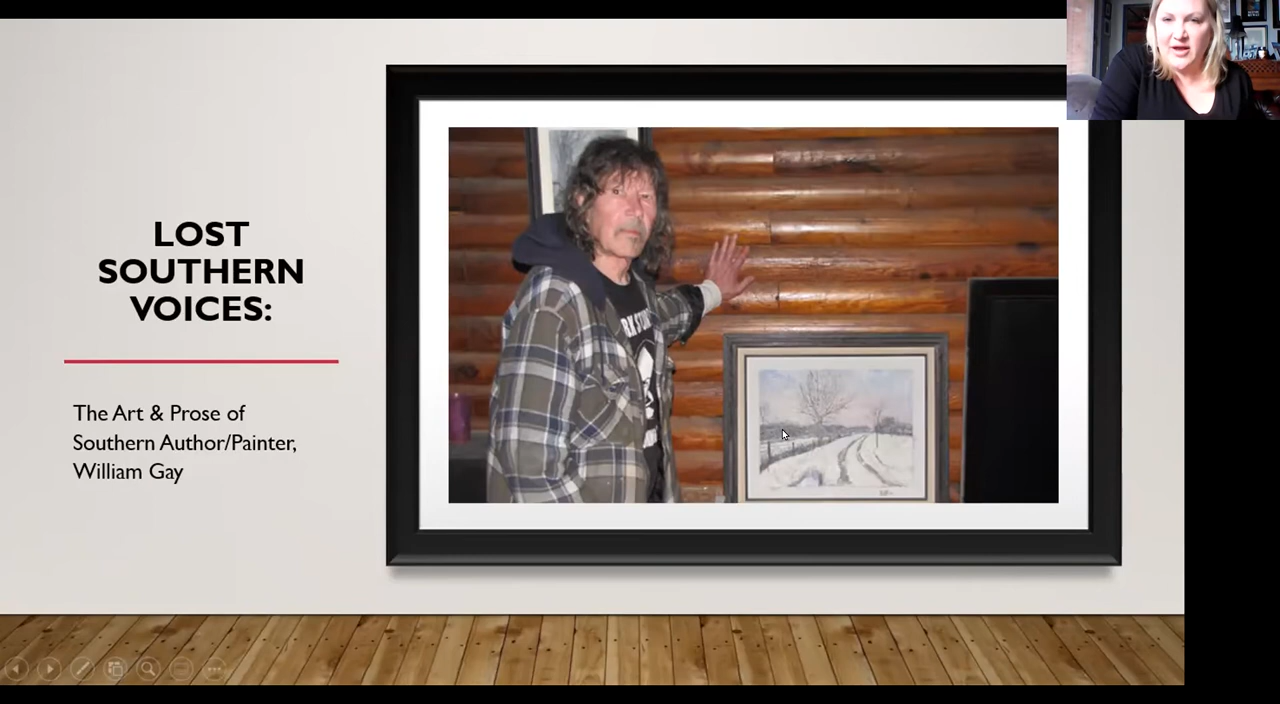 LOST
SOUTHERN
VOICES:
The Art & Prose of
Southern Author/Painter,
William Gay